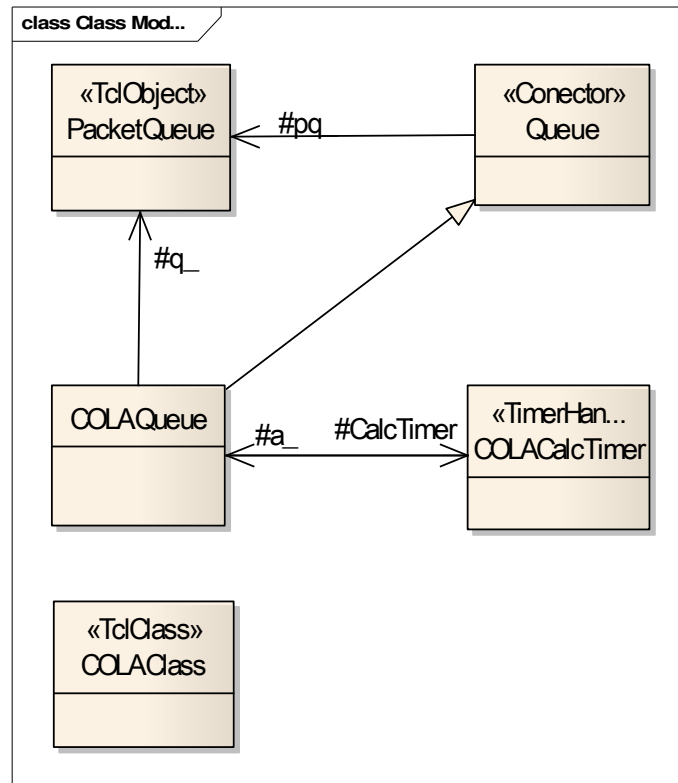 class Class Mod...
«TclObject»
PacketQueue
#pq
«Conector»
Queue
#q_
COLAQueue
#a_
#CalcTimer
«TimerHan...
COLACalcTimer
«TclClass»
COLAClass